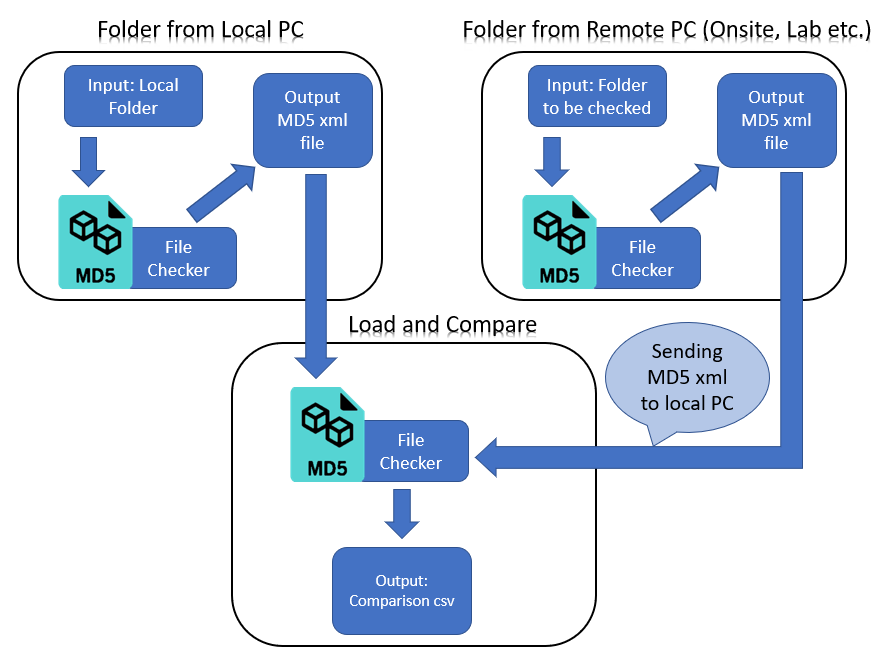 Folder from Local PC
Input: Local
Folder
Output
MD5 xml
file
MD5
File
Checker
Folder from Remote PC (Onsite, Lab etc.)
Input: Folder
to be checked
Output
MD5 xml
file
MD5
File
Checker
Load and Compare
Sending
MD5 xml
to local PC
MD5
File
Checker
Output:
Comparison csv